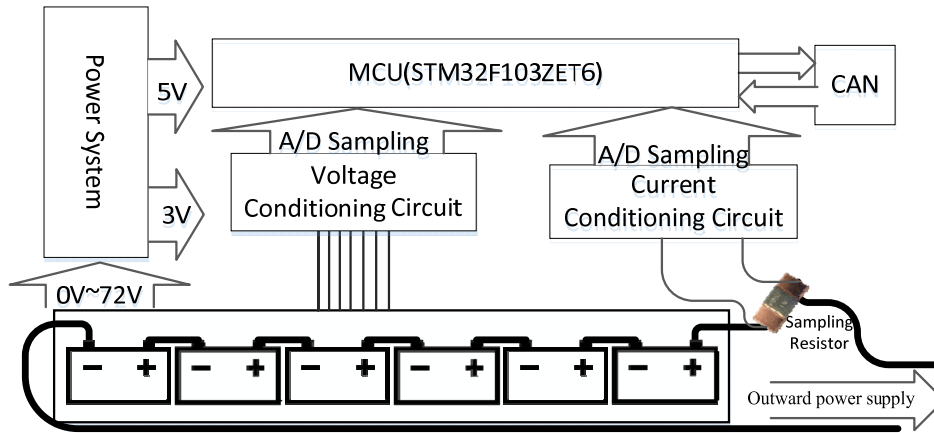 Power System
5V
3V
0V~72V
MCU(STM32F103ZET6)
CAN
A/D Sampling
Voltage
Conditioning Circuit
A/D Sampling
Current
Conditioning Circuit
Sampling
Resistor
− + − + − + − + − + − +
Outward power supply